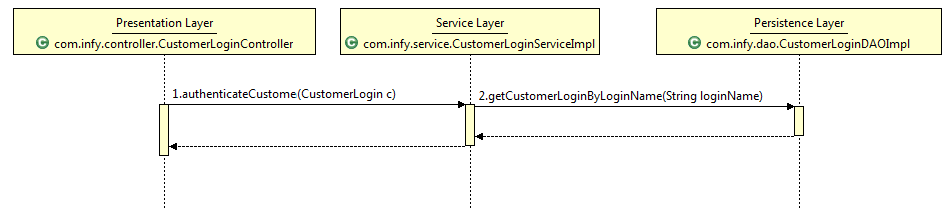 Presentation Layer
com.infy.controller.CustomerLoginController
Service Layer
com.infy.service.CustomerLoginServiceImpl
Persistence Layer
com.infy.dao.CustomerLoginDAOImpl
1.authenticateCustome(CustomerLogin c)
2.getCustomerLoginByLoginName(String loginName)